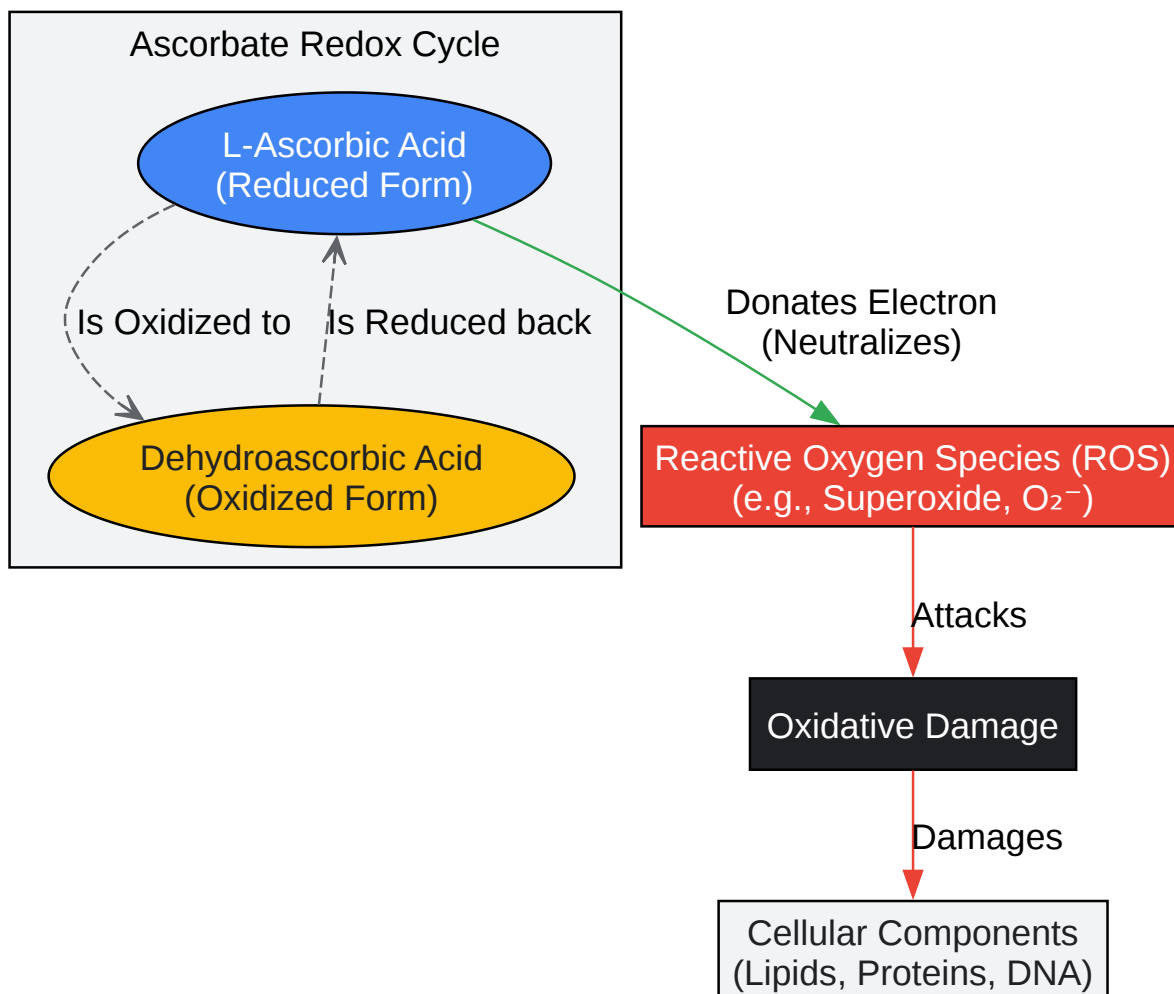 Ascorbate Redox Cycle
L-Ascorbic Acid
(Reduced Form)
Is Oxidized to
Is Reduced back
Donates Electron
(Neutralizes)
Dehydroascorbic Acid
(Oxidized Form)
Reactive Oxygen Species (ROS)
(e.g., Superoxide, O₂⁻)
Attacks
Oxidative Damage
Damages
Cellular Components
(Lipids, Proteins, DNA)